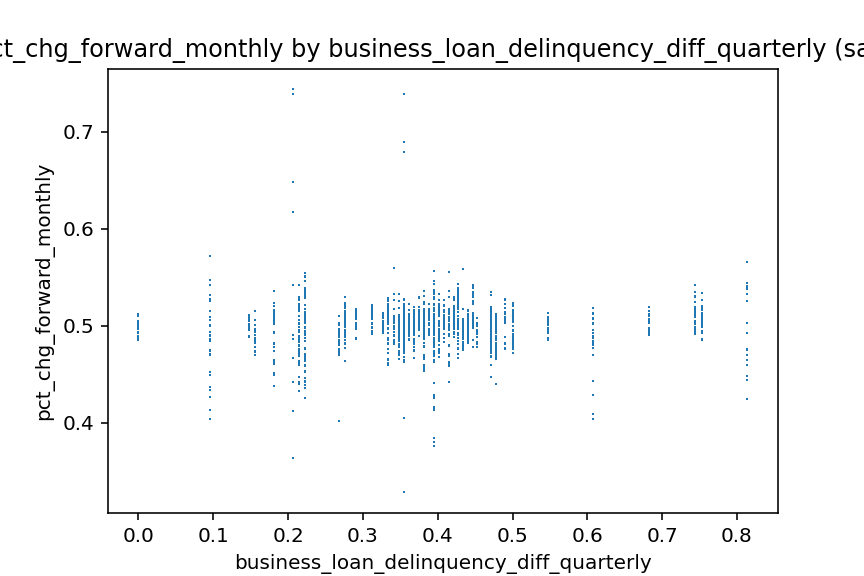 ct_chg_forward_monthly by business_loan_delinquency_diff_quarterly (sa
0.7
0.6
0.5
0.4
pct_chg_forward_monthly
0.0 0.1 0.2 0.3 0.4 0.5 0.6 0.7 0.8
business_loan_delinquency_diff_quarterly